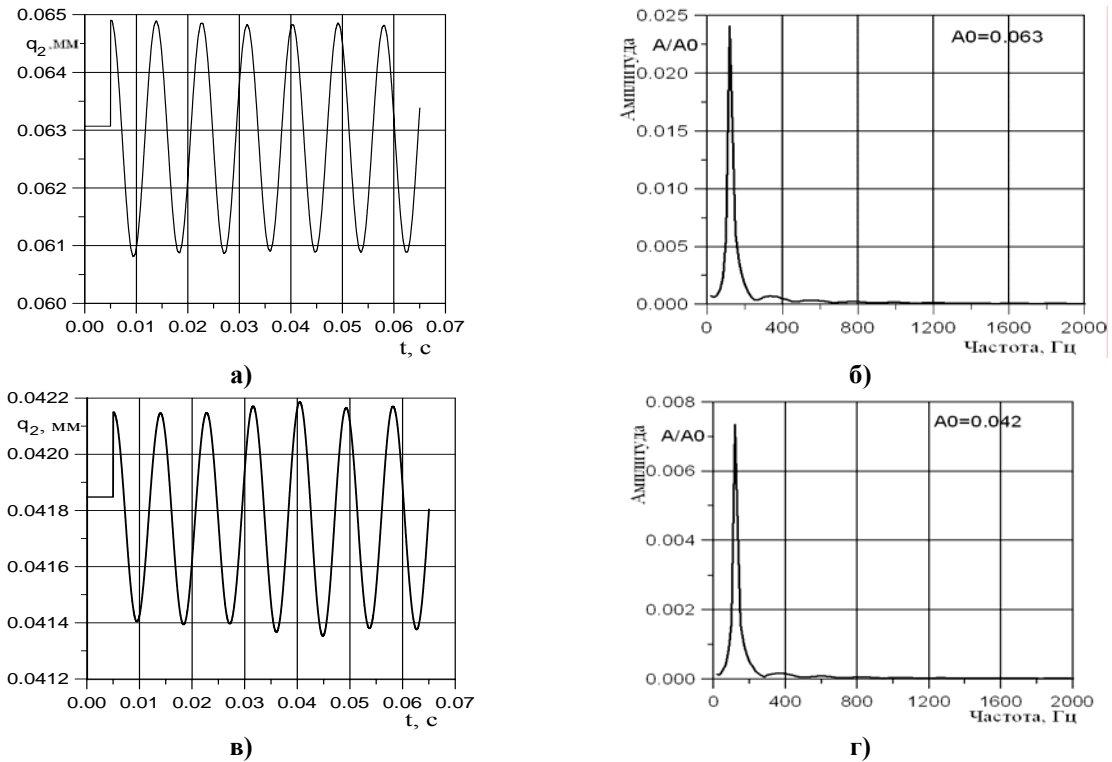 0.065
q2.мм
0.064
0.063
0.062
0.061
0.060
0.00 0.01 0.02 0.03 0.04 0.05 0.06 0.07
t, с
а)
0.025
A/A0
Амплитуда
A0=0.063
0.020
0.015
0.010
0.005
0.000
0 400 800 1200 1600 2000
Частота, Гц
б)
0.0422
q2, мм
0.0420
0.0418
0.0416
0.0414
0.0412
0.00 0.01 0.02 0.03 0.04 0.05 0.06 0.07
t, с
в)
0.008
A/A0
Амплитуда
A0=0.042
0.006
0.004
0.002
0.000
0 400 800 1200 1600 2000
Частота, Гц
г)